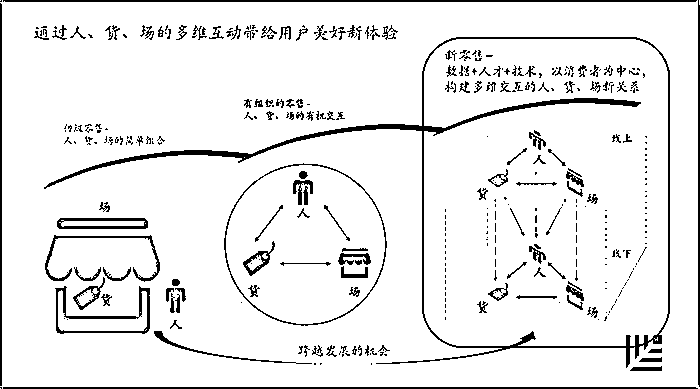 通过人、货、场的多维互动带给用户美好新体验
新零售-
数据+人才+技术，以消费者为中心，
构建多维交互的人、货、场新关系
有组织的零售-
人、货、场的有机交互
传统零售-
人、货、场的简单组合
场
货
人
人
货
场
线上
人
货
场
线下
人
货
场
跨越发展的机会